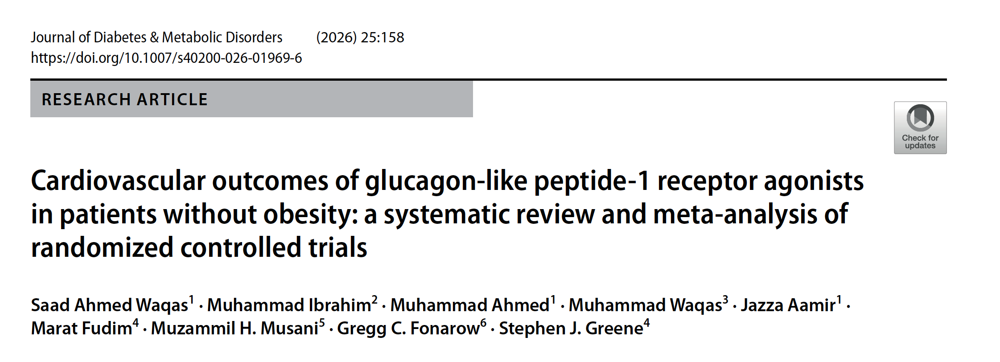 Journal of Diabetes & Metabolic Disorders (2026) 25:158
https://doi.org/10.1007/s40200-026-01969-6
RESEARCH ARTICLE
Check for
updates
Cardiovascular outcomes of glucagon-like peptide-1 receptor agonists
in patients without obesity: a systematic review and meta-analysis of
randomized controlled trials
Saad Ahmed Waqas¹ · Muhammad Ibrahim² · Muhammad Ahmed¹ · Muhammad Waqas³ · Jazza Aamir¹ ·
Marat Fudim⁴ · Muzammil H. Musani⁵ · Gregg C. Fonarow⁶ · Stephen J. Greene⁴